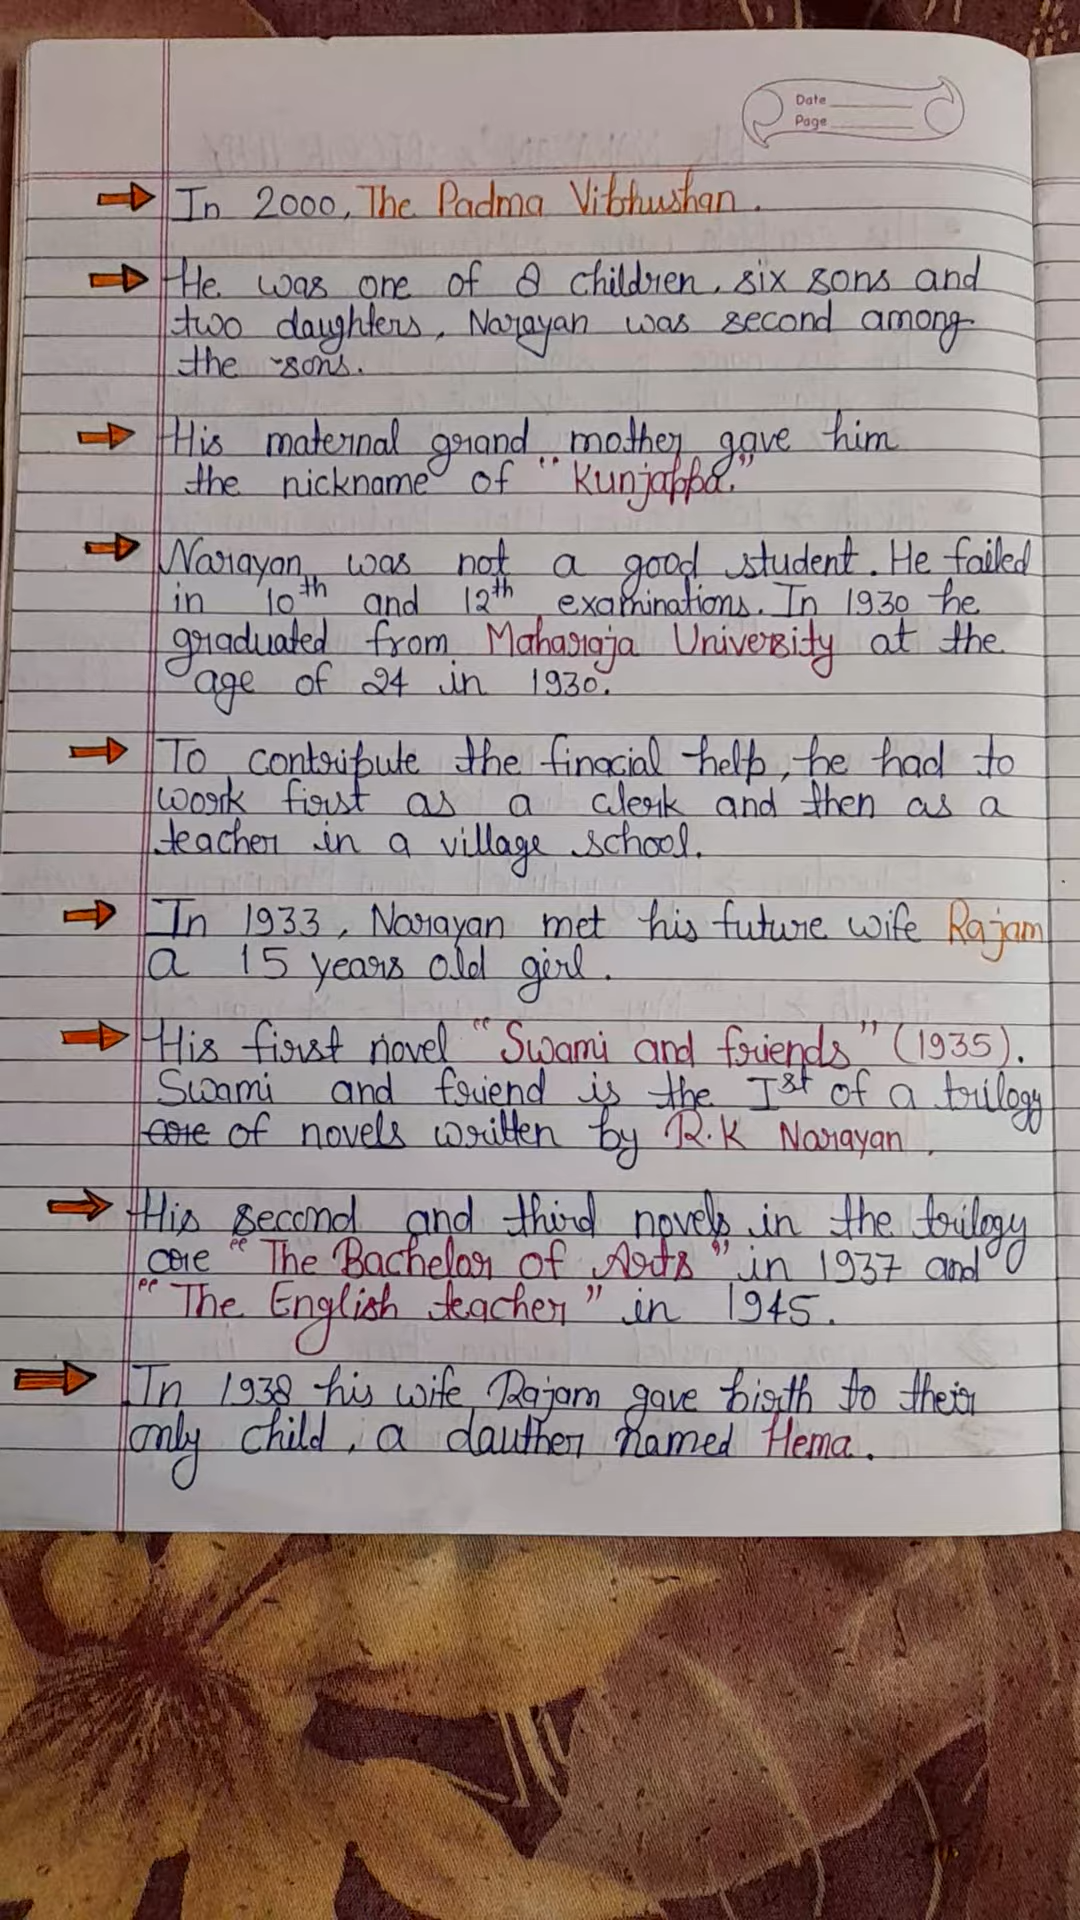 Date
Page
In 2000, The Padma Vibhushan.
He was one of 8 children, six sons and
two daughters, Narayan was second among
the sons.
His maternal grand mother gave him
the nickname of "Kunjappa."
Narayan was not a good student. He failed
in 10th and 12th examinations. In 1930 he
graduated from Maharaja University at the
age of 24 in 1930.
To contribute the finacial help, he had to
work first as a clerk and then as a
teacher in a village school.
In 1933, Narayan met his future wife Rajam
a 15 years old girl.
His first novel "Swami and friends" (1935).
Swami and friend is the Ist of a trilogy
of novels written by R.K Narayan.
His second and third novels in the trilogy
are "The Bachelor of Arts" in 1937 and
"The English teacher" in 1945.
In 1938 his wife Rajam gave birth to their
only child, a dauther named Hema.